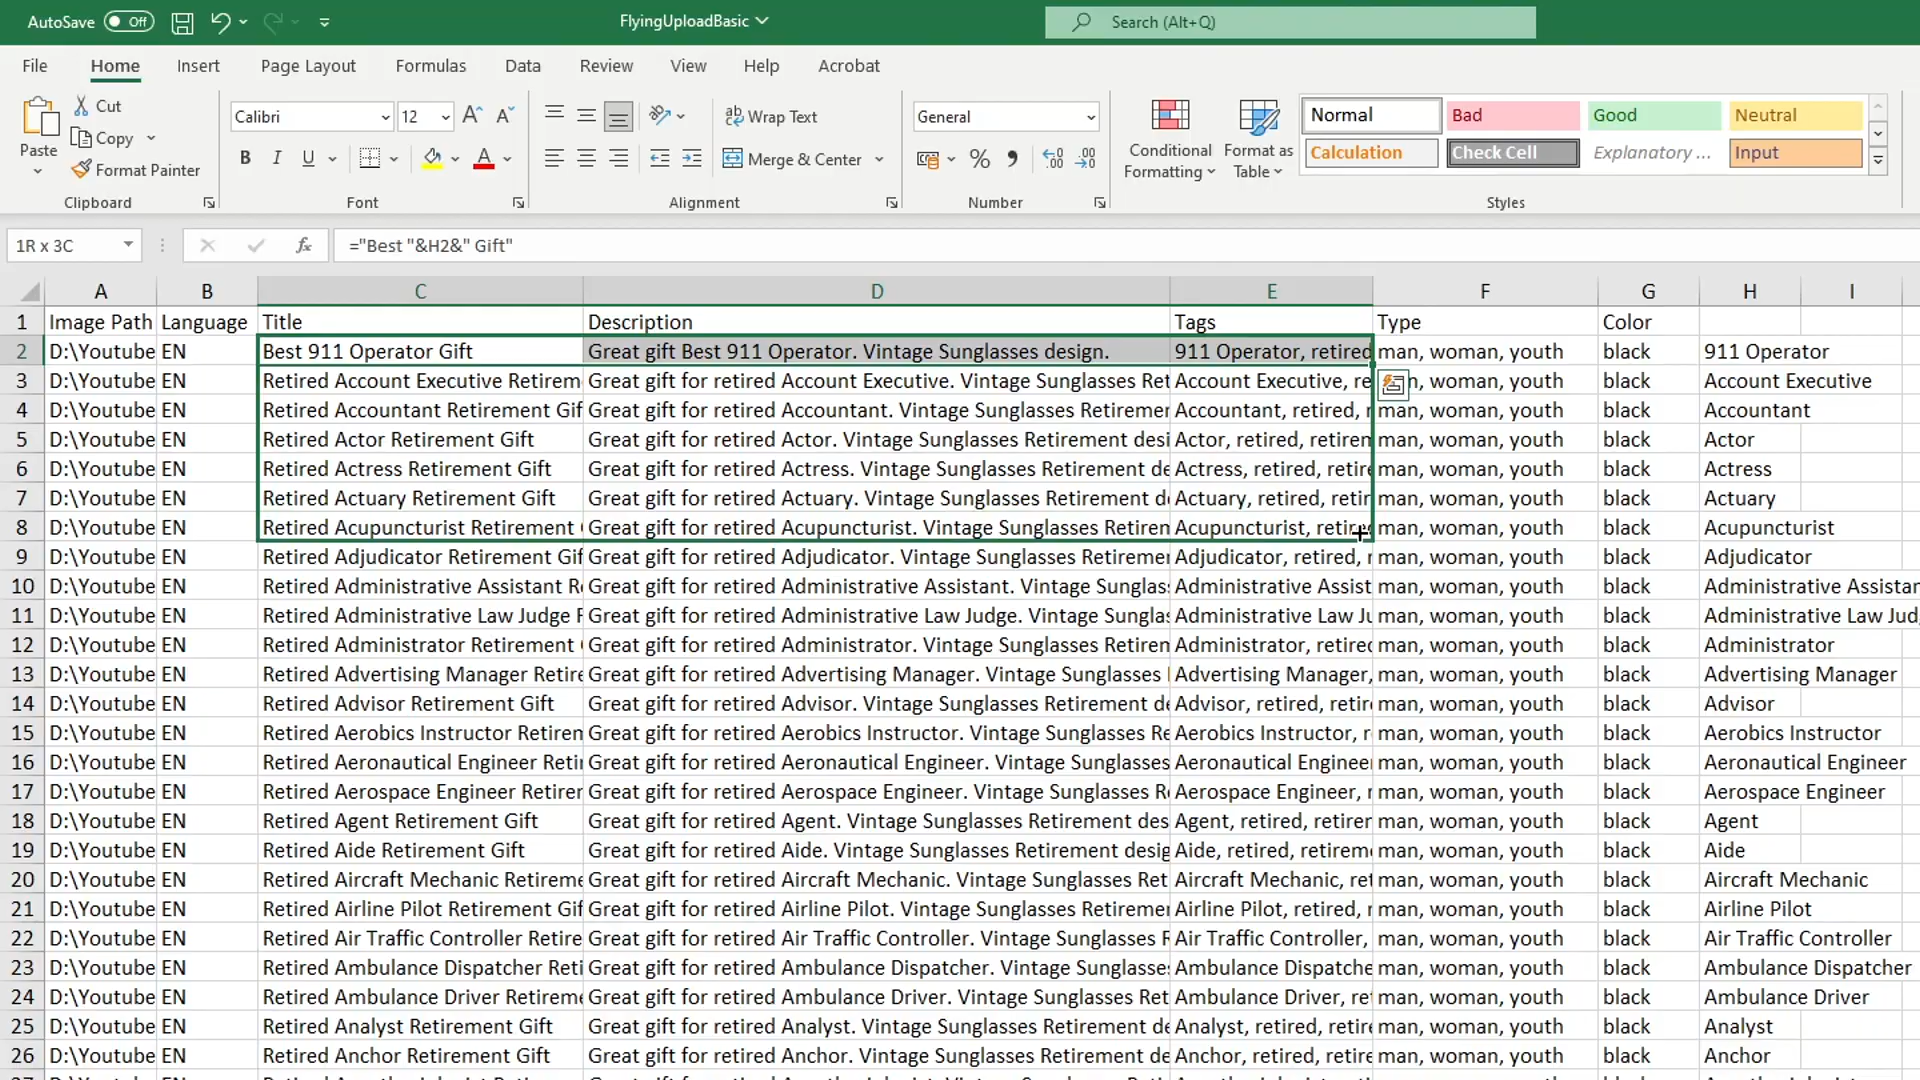 AutoSave Off FlyingUploadBasic Search (Alt+Q)
File Home Insert Page Layout Formulas Data Review View Help Acrobat
Paste Cut Copy Format Painter Clipboard
Calibri 12 B I U A Font
Wrap Text Merge & Center Alignment
General % Number
Conditional Formatting Format as Table
Normal Bad Good Neutral
Calculation Check Cell Explanatory ... Input
Styles
1R x 3C fx ="Best "&H2&" Gift"
A B C D E F G H I
1 Image Path Language Title Description Tags Type Color
2 D:\Youtube EN Best 911 Operator Gift Great gift Best 911 Operator. Vintage Sunglasses design. 911 Operator, retired man, woman, youth black 911 Operator
3 D:\Youtube EN Retired Account Executive Retirem Great gift for retired Account Executive. Vintage Sunglasses Ret Account Executive, re n, woman, youth black Account Executive
4 D:\Youtube EN Retired Accountant Retirement Gif Great gift for retired Accountant. Vintage Sunglasses Retiremer Accountant, retired, r man, woman, youth black Accountant
5 D:\Youtube EN Retired Actor Retirement Gift Great gift for retired Actor. Vintage Sunglasses Retirement desi Actor, retired, retirem man, woman, youth black Actor
6 D:\Youtube EN Retired Actress Retirement Gift Great gift for retired Actress. Vintage Sunglasses Retirement de Actress, retired, retire man, woman, youth black Actress
7 D:\Youtube EN Retired Actuary Retirement Gift Great gift for retired Actuary. Vintage Sunglasses Retirement de Actuary, retired, retir man, woman, youth black Actuary
8 D:\Youtube EN Retired Acupuncturist Retirement Great gift for retired Acupuncturist. Vintage Sunglasses Retirem Acupuncturist, retire man, woman, youth black Acupuncturist
9 D:\Youtube EN Retired Adjudicator Retirement Gif Great gift for retired Adjudicator. Vintage Sunglasses Retiremer Adjudicator, retired, man, woman, youth black Adjudicator
10 D:\Youtube EN Retired Administrative Assistant Re Great gift for retired Administrative Assistant. Vintage Sunglas Administrative Assist man, woman, youth black Administrative Assistan
11 D:\Youtube EN Retired Administrative Law Judge Great gift for retired Administrative Law Judge. Vintage Sungla Administrative Law Ju man, woman, youth black Administrative Law Jud
12 D:\Youtube EN Retired Administrator Retirement Great gift for retired Administrator. Vintage Sunglasses Retirem Administrator, retired man, woman, youth black Administrator
13 D:\Youtube EN Retired Advertising Manager Retire Great gift for retired Advertising Manager. Vintage Sunglasses Advertising Manager, man, woman, youth black Advertising Manager
14 D:\Youtube EN Retired Advisor Retirement Gift Great gift for retired Advisor. Vintage Sunglasses Retirement de Advisor, retired, retir man, woman, youth black Advisor
15 D:\Youtube EN Retired Aerobics Instructor Retirem Great gift for retired Aerobics Instructor. Vintage Sunglasses Re Aerobics Instructor, r man, woman, youth black Aerobics Instructor
16 D:\Youtube EN Retired Aeronautical Engineer Retir Great gift for retired Aeronautical Engineer. Vintage Sunglasses Aeronautical Engineer man, woman, youth black Aeronautical Engineer
17 D:\Youtube EN Retired Aerospace Engineer Retirer Great gift for retired Aerospace Engineer. Vintage Sunglasses R Aerospace Engineer, man, woman, youth black Aerospace Engineer
18 D:\Youtube EN Retired Agent Retirement Gift Great gift for retired Agent. Vintage Sunglasses Retirement des Agent, retired, retirer man, woman, youth black Agent
19 D:\Youtube EN Retired Aide Retirement Gift Great gift for retired Aide. Vintage Sunglasses Retirement desig Aide, retired, retireme man, woman, youth black Aide
20 D:\Youtube EN Retired Aircraft Mechanic Retireme Great gift for retired Aircraft Mechanic. Vintage Sunglasses Ret Aircraft Mechanic, ret man, woman, youth black Aircraft Mechanic
21 D:\Youtube EN Retired Airline Pilot Retirement Gif Great gift for retired Airline Pilot. Vintage Sunglasses Retiremer Airline Pilot, retired, r man, woman, youth black Airline Pilot
22 D:\Youtube EN Retired Air Traffic Controller Retire Great gift for retired Air Traffic Controller. Vintage Sunglasses Air Traffic Controller, man, woman, youth black Air Traffic Controller
23 D:\Youtube EN Retired Ambulance Dispatcher Reti Great gift for retired Ambulance Dispatcher. Vintage Sunglasses Ambulance Dispatche man, woman, youth black Ambulance Dispatcher
24 D:\Youtube EN Retired Ambulance Driver Retireme Great gift for retired Ambulance Driver. Vintage Sunglasses Ret Ambulance Driver, re man, woman, youth black Ambulance Driver
25 D:\Youtube EN Retired Analyst Retirement Gift Great gift for retired Analyst. Vintage Sunglasses Retirement de Analyst, retired, retire man, woman, youth black Analyst
26 D:\Youtube EN Retired Anchor Retirement Gift Great gift for retired Anchor. Vintage Sunglasses Retirement de Anchor, retired, retire man, woman, youth black Anchor